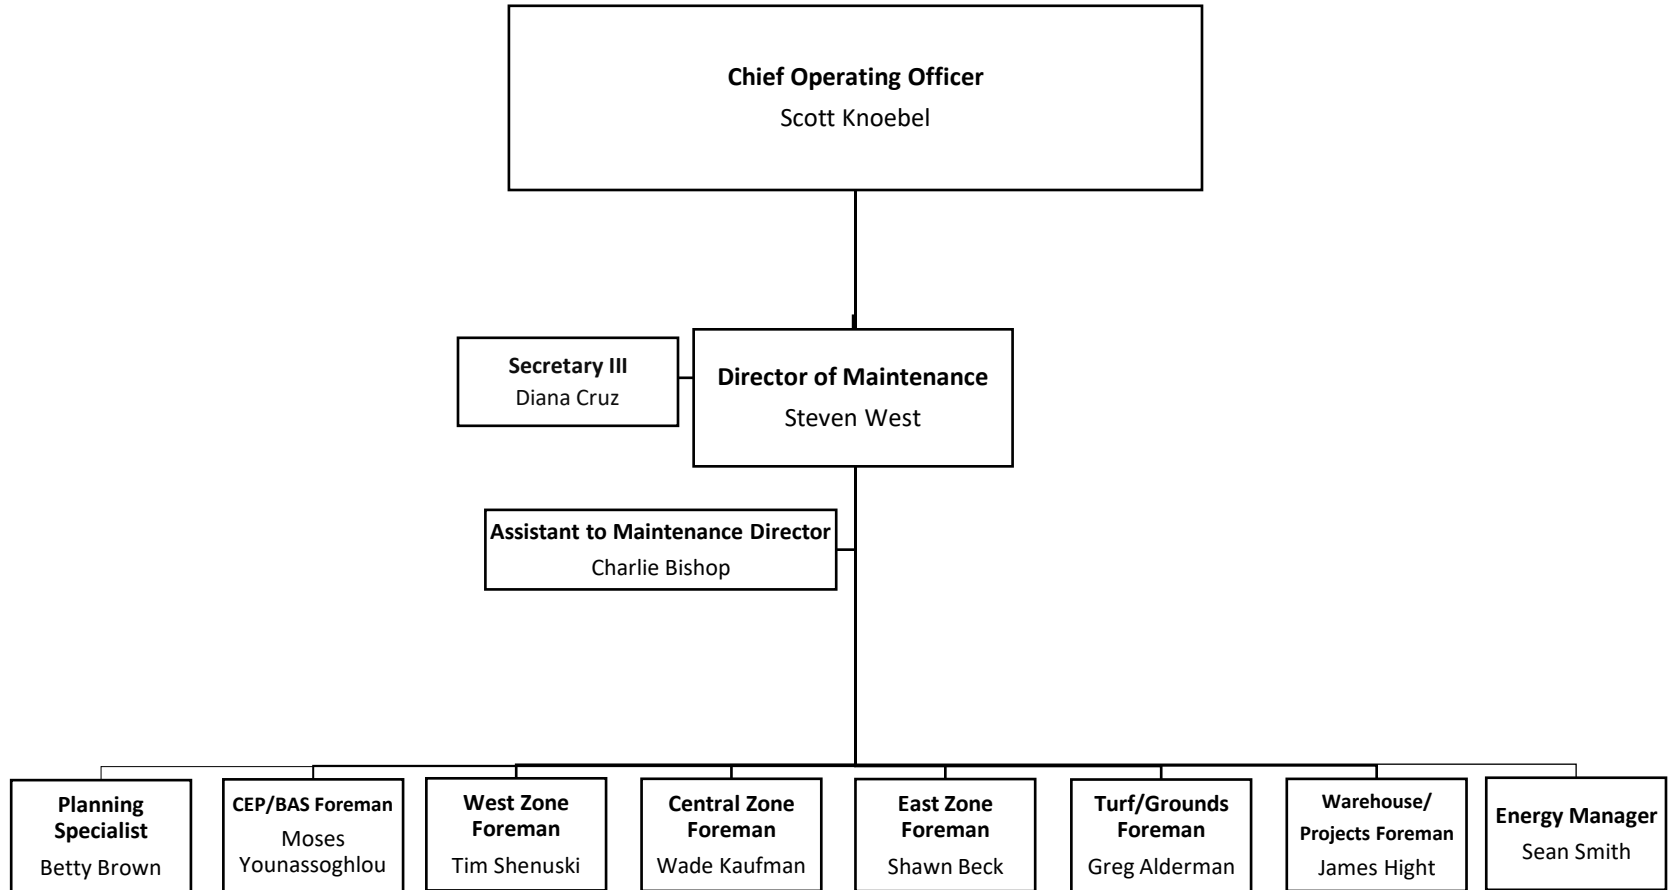 Chief Operating Officer
Scott Knoebel
Secretary III
Diana Cruz
Director of Maintenance
Steven West
Assistant to Maintenance Director
Charlie Bishop
Planning
Specialist
Betty Brown
CEP/BAS Foreman
Moses
Younassoghlou
West Zone
Foreman
Tim Shenuski
Central Zone
Foreman
Wade Kaufman
East Zone
Foreman
Shawn Beck
Turf/Grounds
Foreman
Greg Alderman
Warehouse/
Projects Foreman
James Hight
Energy Manager
Sean Smith